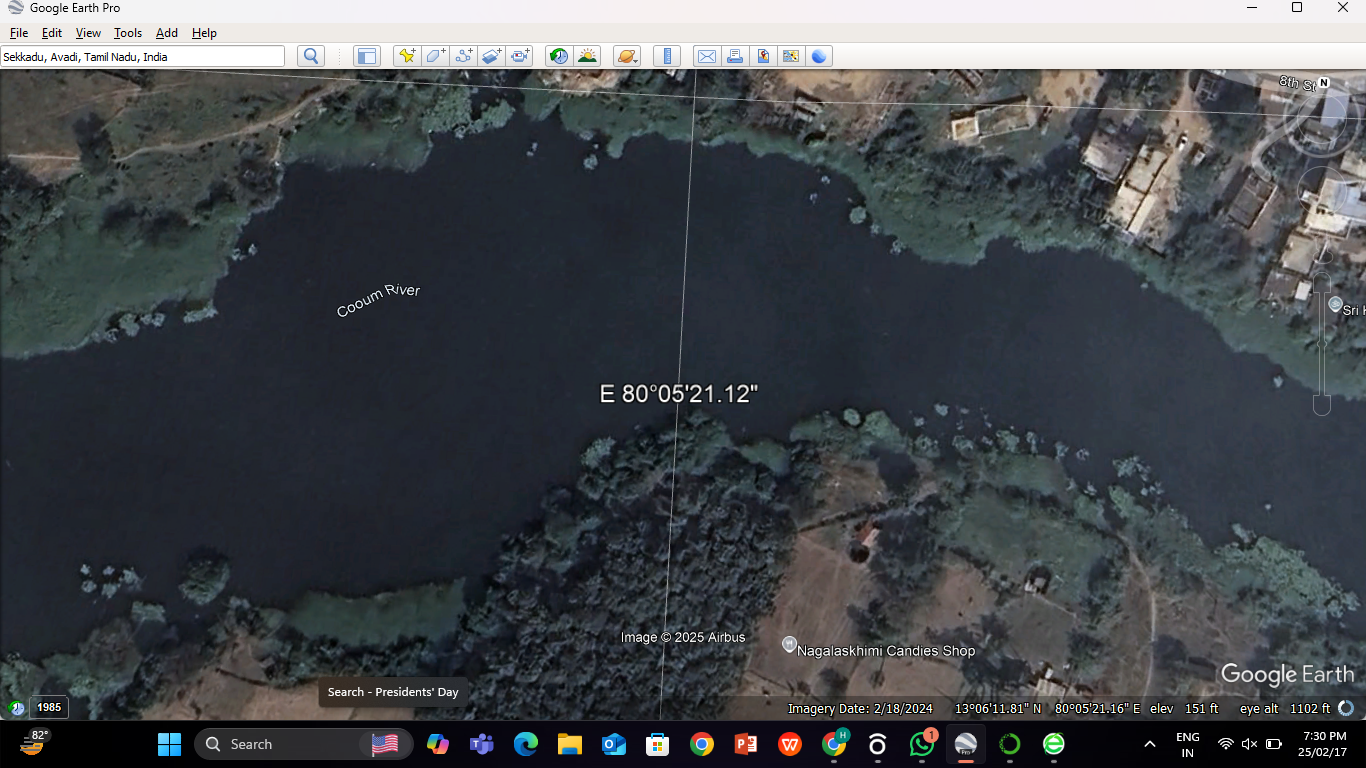 Google Earth Pro
File Edit View Tools Add Help
Sekkadu, Avadi, Tamil Nadu, India
8th St
N
Cooum River
Sri
E 80°05'21.12"
Image © 2025 Airbus
Nagalaskhimi Candies Shop
Google Earth
Search - Presidents' Day
1985
Imagery Date: 2/18/2024 13°06'11.81" N 80°05'21.16" E elev 151 ft eye alt 1102 ft
82°
Search
H
1
ENG
IN
7:30 PM
25/02/17